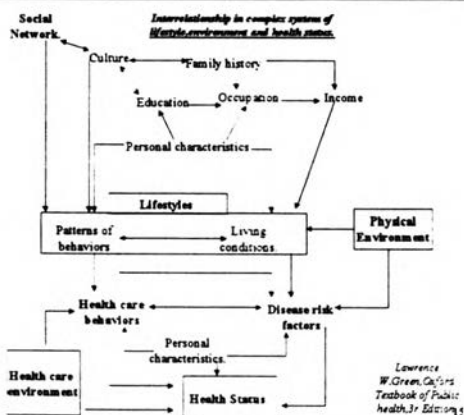 Interrelationship in complex system of
lifestyle,environment and health status.
Social
Network
Culture
Family history
Education
Occupation
Income
Personal characteristics
Lifestyles
Patterns of
behaviors
Living
conditions
Physical
Environment
Health care
behaviors
Disease risk
factors
Personal
characteristics
Health care
environment
Health Status
Lawrence
W.Green,Oxford
Textbook of Public
health,3r Edition,